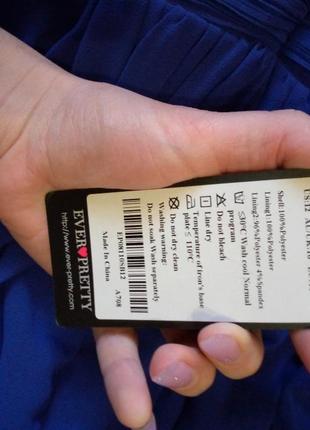 Shell:100%Polyester
Lining1:100%Polyester
Lining2:96%Polyester 4%Spandex
≤30°C Wash cool Normal
program
Do not bleach
Line dry
Temperature of iron's base
plate ≤ 110°C
Do not dry clean
Washing warning:
Do not soak Wash separately
EP08110SB12
A708
Made In China
EVER PRETTY
http://www.ever-pretty.com